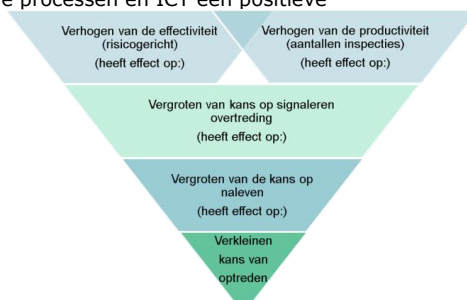 e processen en ICT een positieve
Verhogen van de effectiviteit
(risicogericht)
(heeft effect op:)
Verhogen van de productiviteit
(aantallen inspecties)
(heeft effect op:)
Vergroten van kans op signaleren
overtreding
(heeft effect op:)
Vergroten van de kans op
naleven
(heeft effect op:)
Verkleinen
kans van
optreden